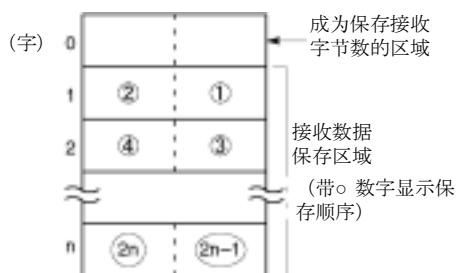 (字) 0
成为保存接收
字节数的区域
1 ② ①
2 ④ ③
接收数据
保存区域
(带○ 数字显示保
存顺序)
n 2n 2n-1